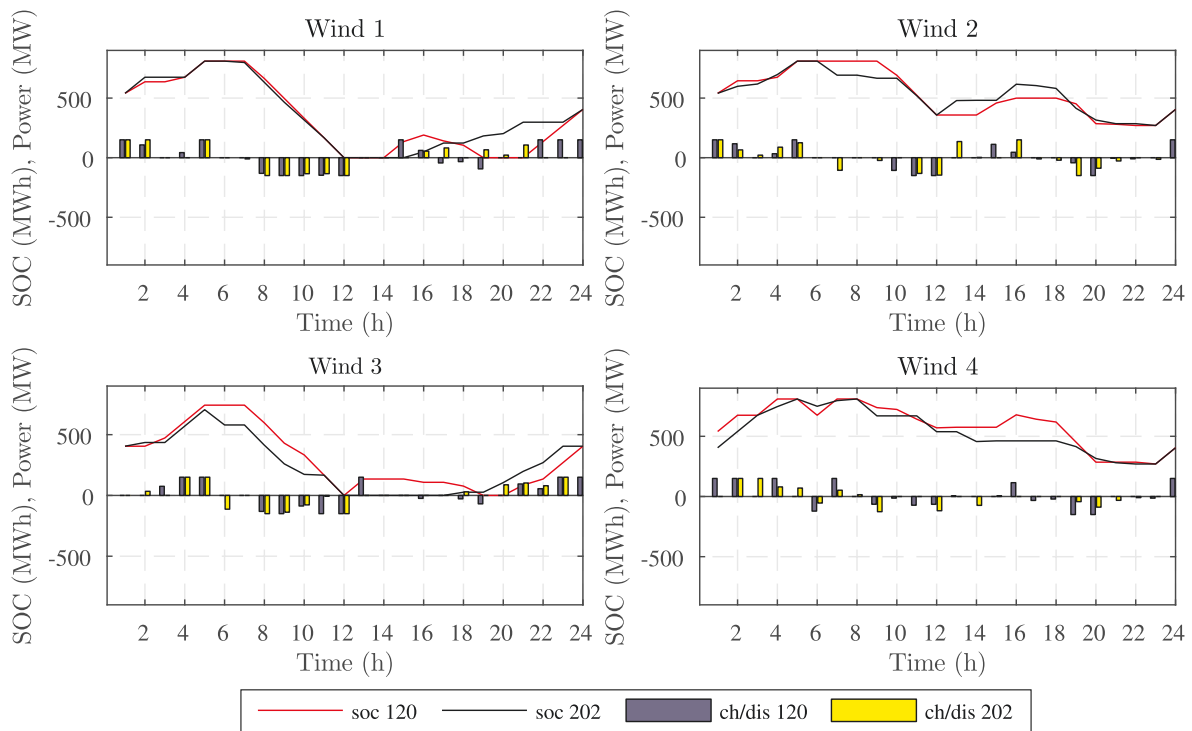 Wind 1
SOC (MWh), Power (MW)
500
0
-500
2 4 6 8 10 12 14 16 18 20 22 24
Time (h)
Wind 2
SOC (MWh), Power (MW)
500
0
-500
2 4 6 8 10 12 14 16 18 20 22 24
Time (h)
Wind 3
SOC (MWh), Power (MW)
500
0
-500
2 4 6 8 10 12 14 16 18 20 22 24
Time (h)
Wind 4
SOC (MWh), Power (MW)
500
0
-500
2 4 6 8 10 12 14 16 18 20 22 24
Time (h)
soc 120 soc 202 ch/dis 120 ch/dis 202